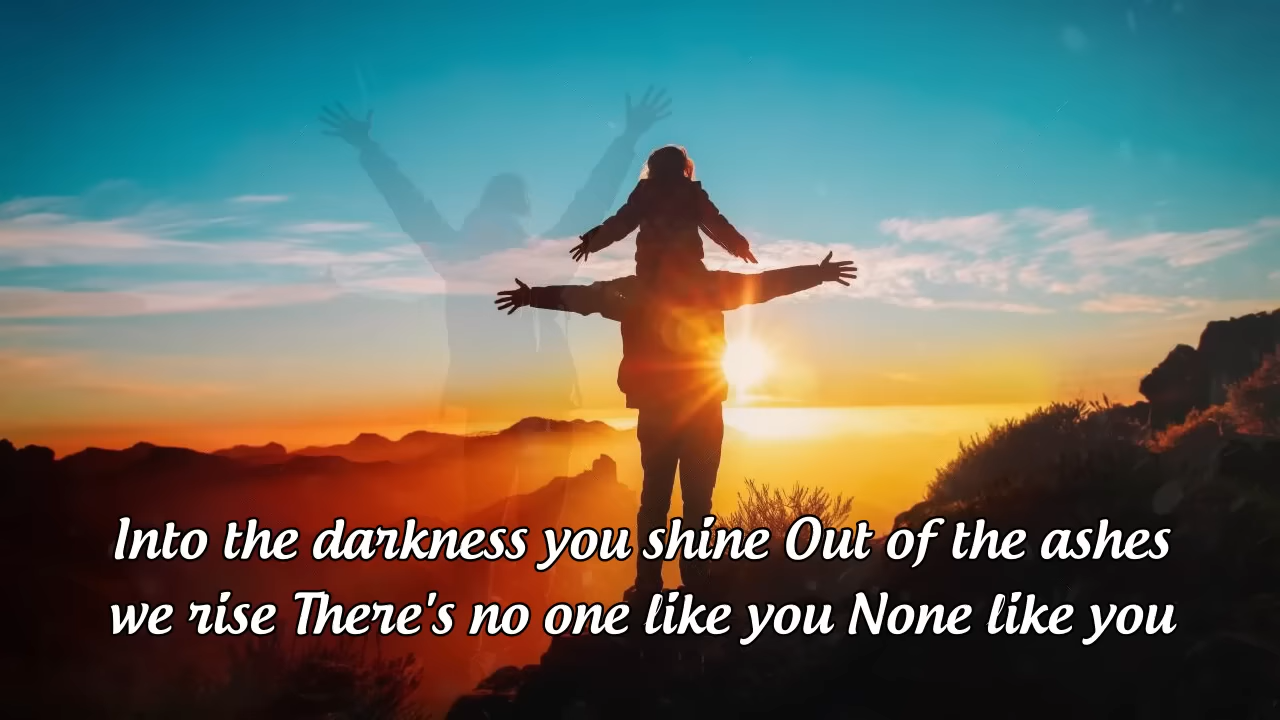 Into the darkness you shine Out of the ashes
we rise There's no one like you None like you